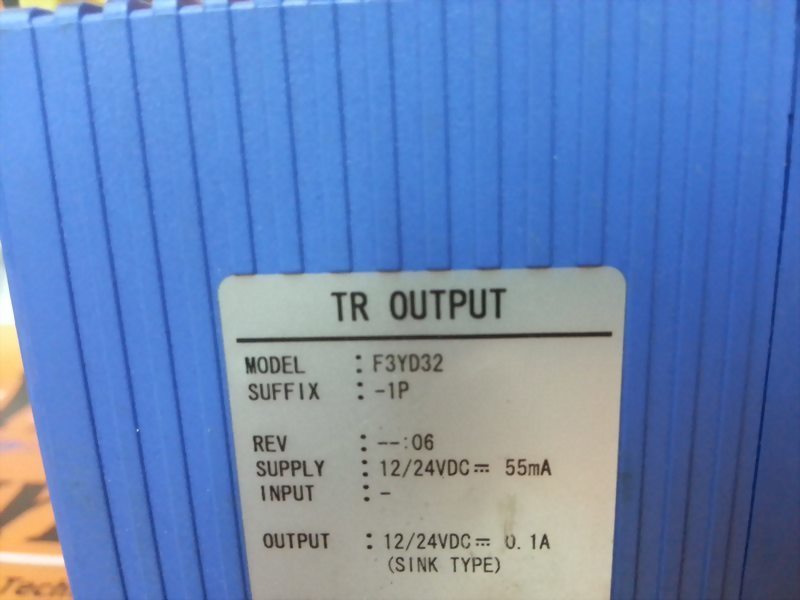 TR OUTPUT
MODEL : F3YD32
SUFFIX : -1P
REV : --:06
SUPPLY : 12/24VDC⎓ 55mA
INPUT : -
OUTPUT : 12/24VDC⎓ 0.1A
(SINK TYPE)
Techn